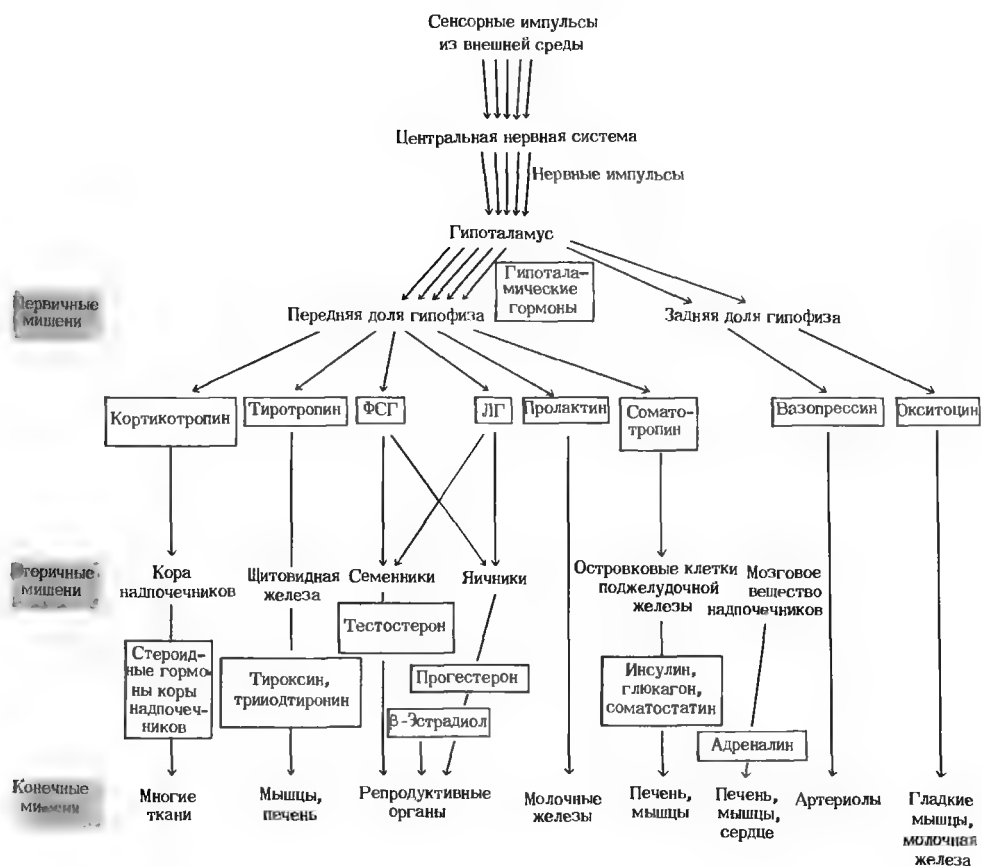 Сенсорные импульсы
из внешней среды
Центральная нервная система
Нервные импульсы
Гипоталамус
Гипотала-
мические
гормоны
Первичные
мишени
Передняя доля гипофиза
Задняя доля гипофиза
Кортикотропин
Тиротропин
ФСГ
ЛГ
Пролактин
Сомато-
тропин
Вазопрессин
Окситоцин
Вторичные
мишени
Кора
надпочечников
Щитовидная
железа
Семенники
Яичники
Островковые клетки
поджелудочной
железы
Мозговое
вещество
надпочечников
Стероид-
ные гормо-
ны коры
надпочеч-
ников
Тироксин,
трииодтиронин
Тестостерон
Прогестерон
β-Эстрадиол
Инсулин,
глюкагон,
соматостатин
Адреналин
Конечные
мишени
Многие
ткани
Мышцы,
печень
Репродуктивные
органы
Молочные
железы
Печень,
мышцы
Печень,
мышцы,
сердце
Артериолы
Гладкие
мышцы,
молочная
железа